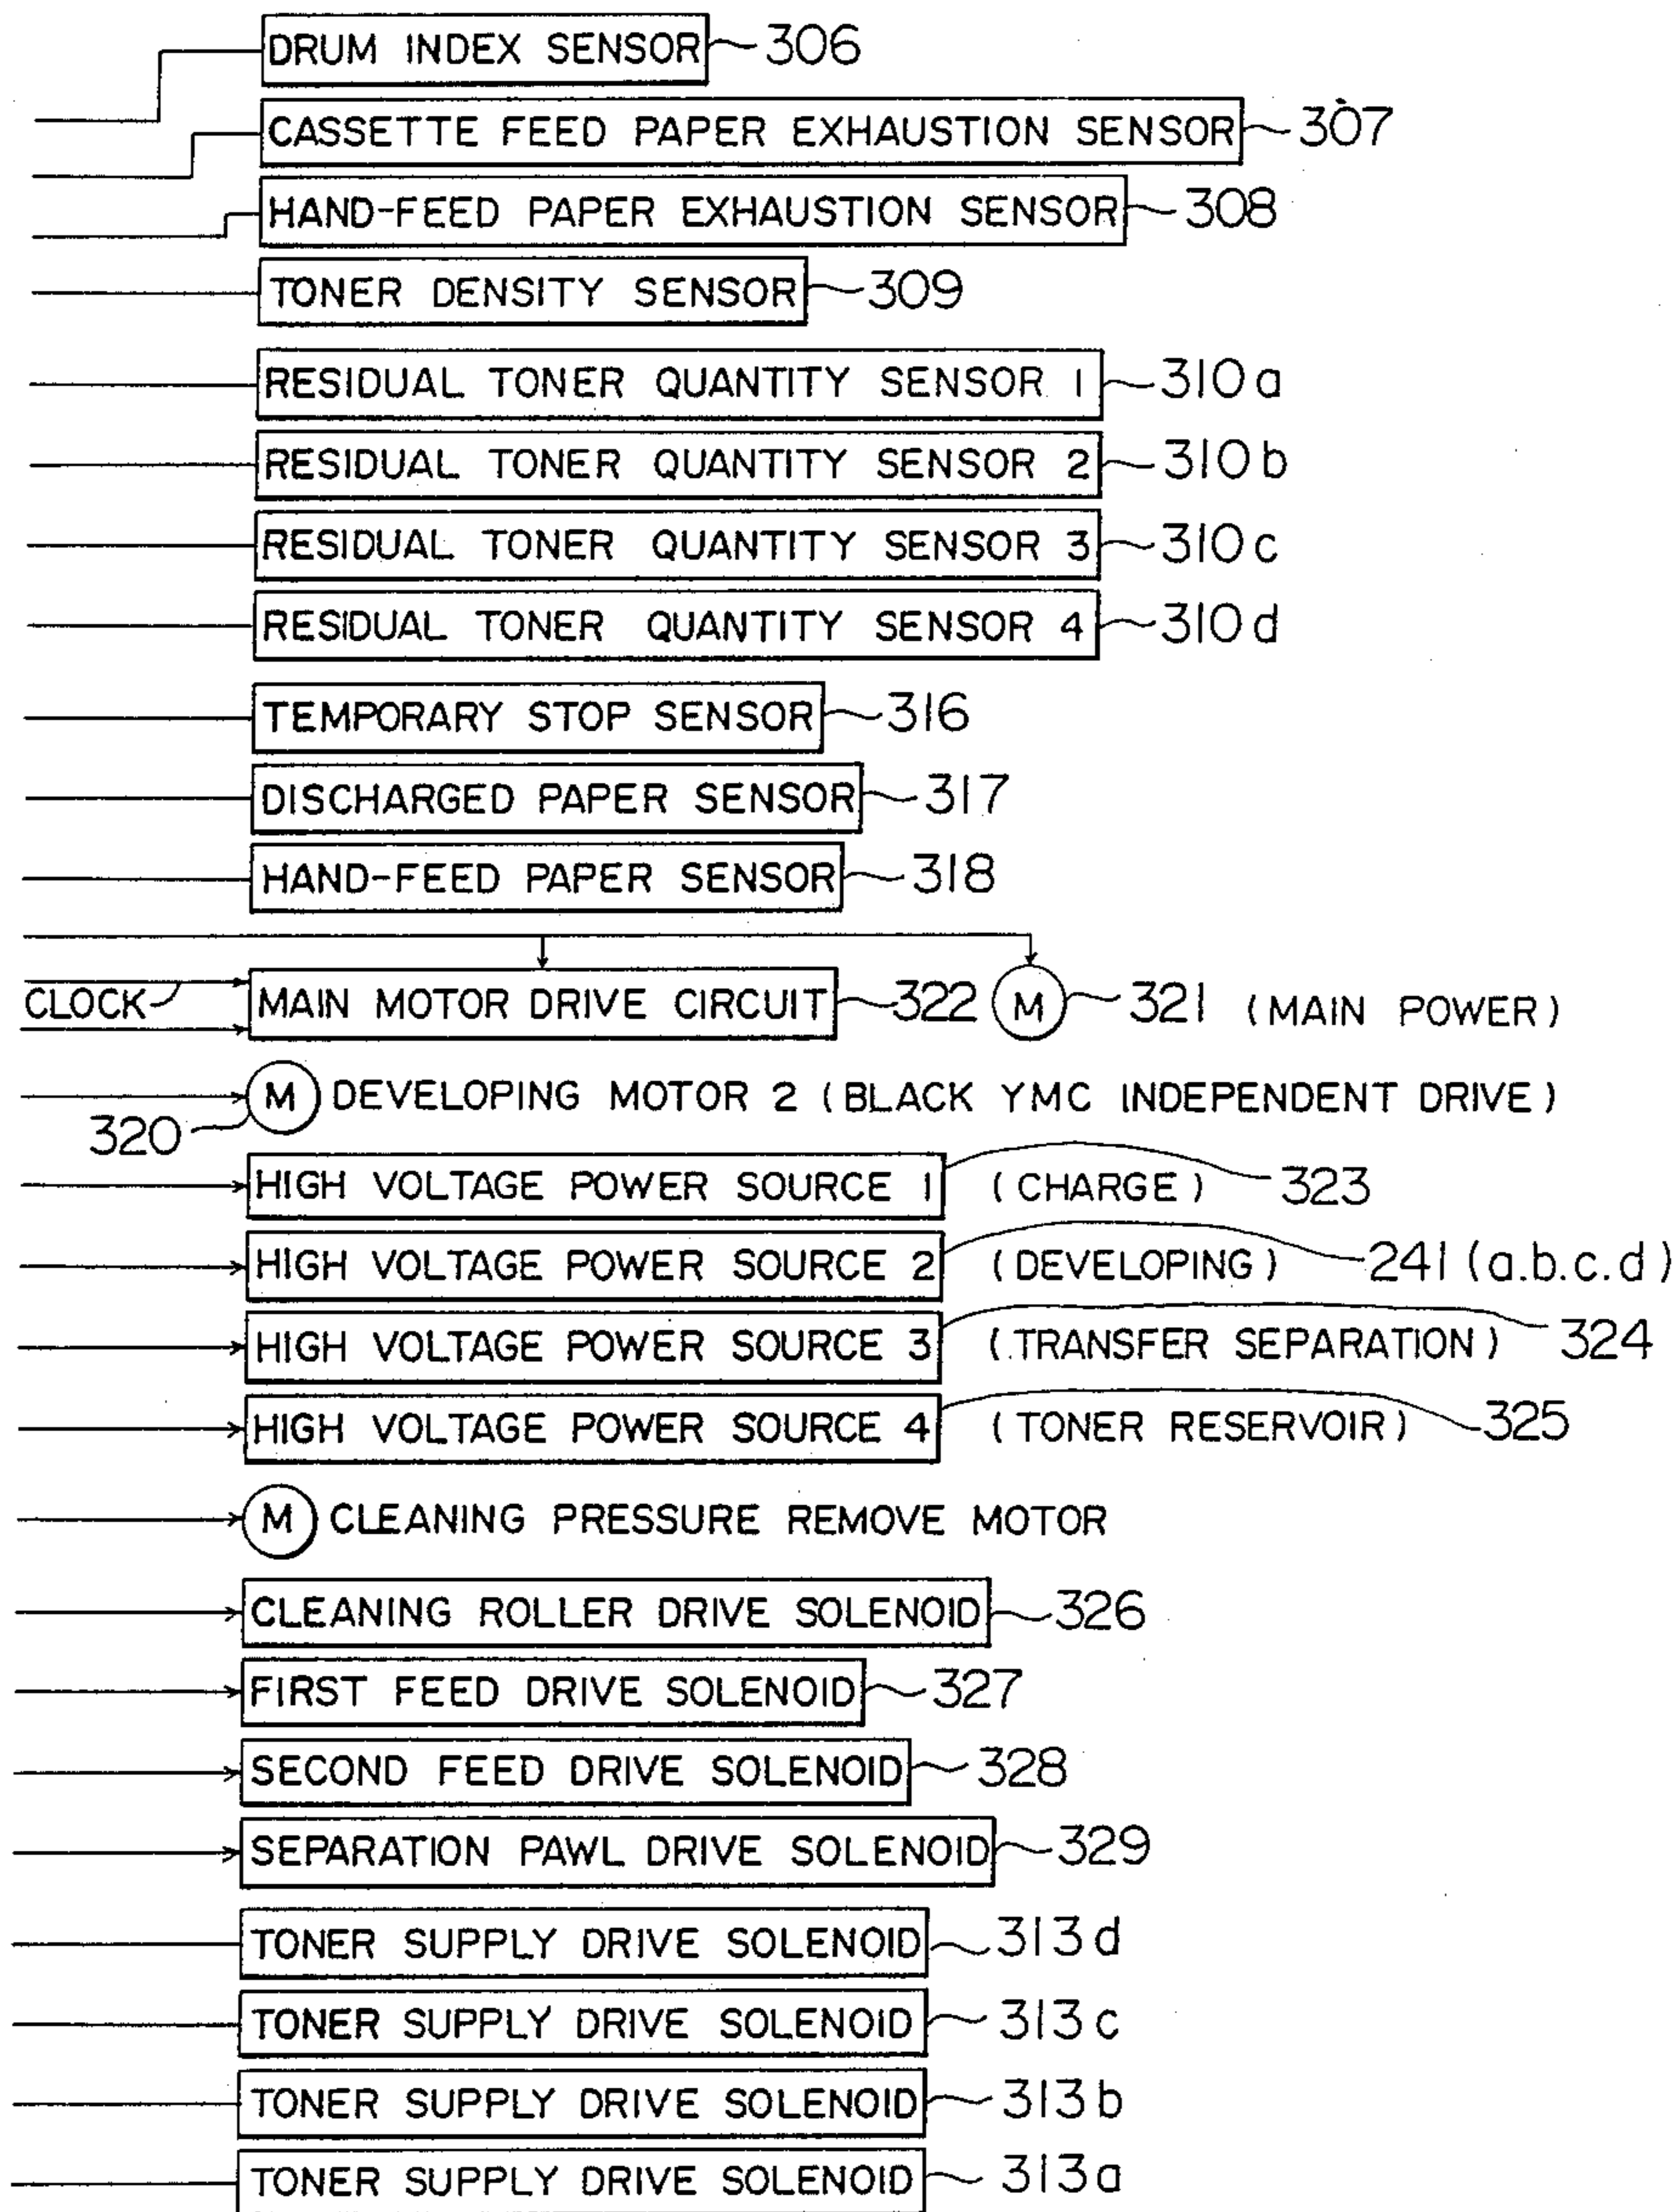 DRUM INDEX SENSOR 306
CASSETTE FEED PAPER EXHAUSTION SENSOR 307
HAND-FEED PAPER EXHAUSTION SENSOR 308
TONER DENSITY SENSOR 309
RESIDUAL TONER QUANTITY SENSOR 1 310a
RESIDUAL TONER QUANTITY SENSOR 2 310b
RESIDUAL TONER QUANTITY SENSOR 3 310c
RESIDUAL TONER QUANTITY SENSOR 4 310d
TEMPORARY STOP SENSOR 316
DISCHARGED PAPER SENSOR 317
HAND-FEED PAPER SENSOR 318
CLOCK MAIN MOTOR DRIVE CIRCUIT 322 M 321 (MAIN POWER)
M DEVELOPING MOTOR 2 (BLACK YMC INDEPENDENT DRIVE)
320
HIGH VOLTAGE POWER SOURCE 1 (CHARGE) 323
HIGH VOLTAGE POWER SOURCE 2 (DEVELOPING) 241 (a.b.c.d)
HIGH VOLTAGE POWER SOURCE 3 (TRANSFER SEPARATION) 324
HIGH VOLTAGE POWER SOURCE 4 (TONER RESERVOIR) 325
M CLEANING PRESSURE REMOVE MOTOR
CLEANING ROLLER DRIVE SOLENOID 326
FIRST FEED DRIVE SOLENOID 327
SECOND FEED DRIVE SOLENOID 328
SEPARATION PAWL DRIVE SOLENOID 329
TONER SUPPLY DRIVE SOLENOID 313d
TONER SUPPLY DRIVE SOLENOID 313c
TONER SUPPLY DRIVE SOLENOID 313b
TONER SUPPLY DRIVE SOLENOID 313a